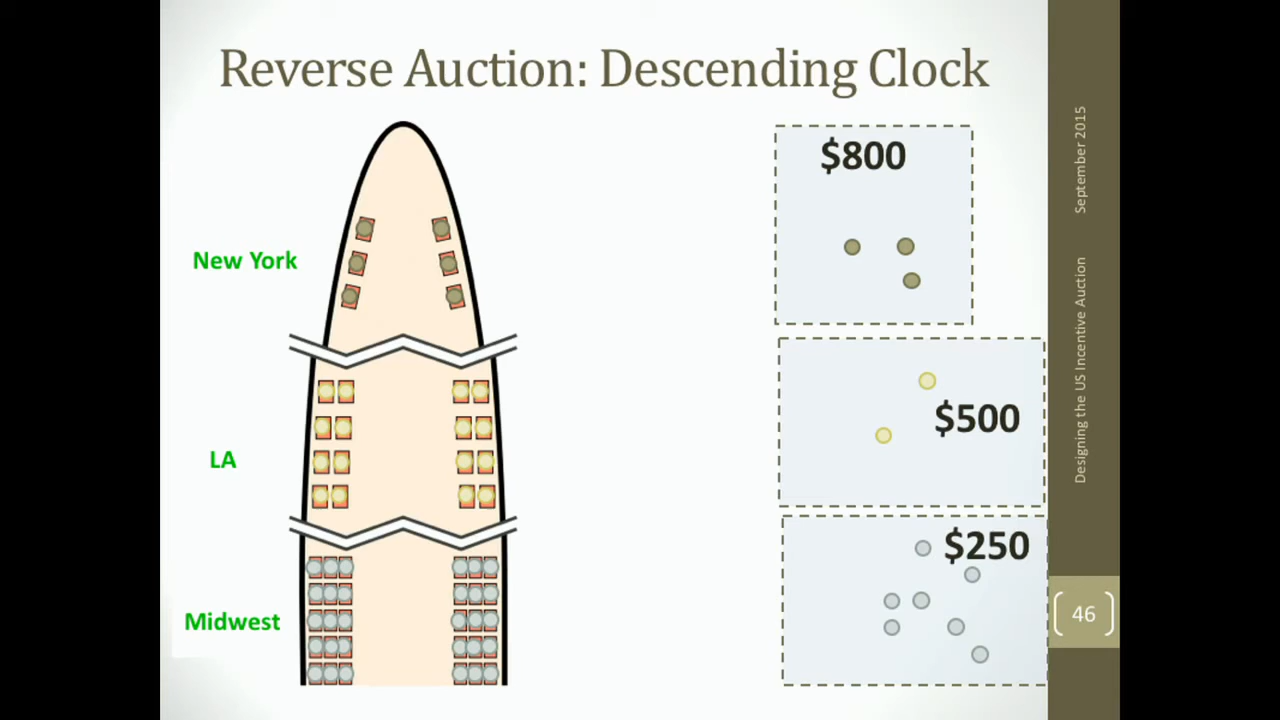 Reverse Auction: Descending Clock
New York
LA
Midwest
$800
$500
$250
September 2015
Designing the US Incentive Auction
46